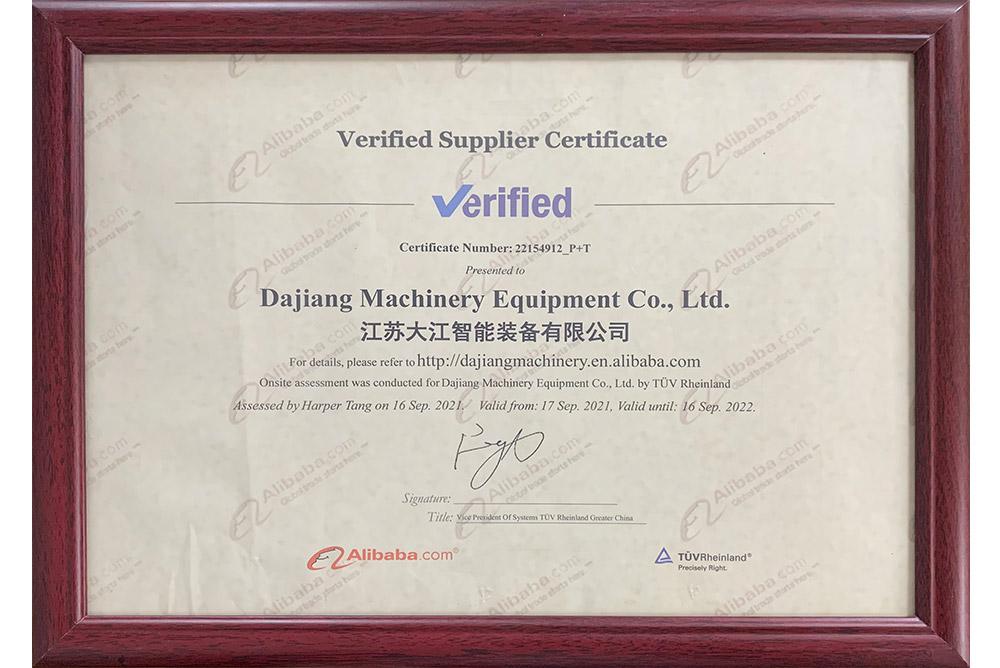 Verified Supplier Certificate
Verified
Certificate Number: 22154912_P+T
Presented to
Dajiang Machinery Equipment Co., Ltd.
江苏大江智能装备有限公司
For details, please refer to http://dajiangmachinery.en.alibaba.com
Onsite assessment was conducted for Dajiang Machinery Equipment Co., Ltd. by TÜV Rheinland
Assessed by Harper Tang on 16 Sep. 2021. Valid from: 17 Sep. 2021, Valid until: 16 Sep. 2022.
Signature:
Title: Vice President Of Systems TÜV Rheinland Greater China
Alibaba.com®
TÜVRheinland®
Precisely Right.